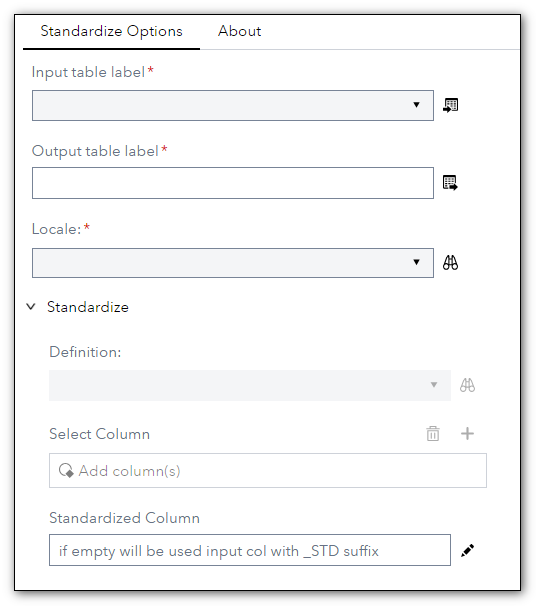 Standardize Options About
Input table label*
Output table label*
Locale:*
Standardize
Definition:
Select Column
Add column(s)
Standardized Column
if empty will be used input col with _STD suffix